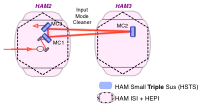 HAM2
Input
Mode
Cleaner
HAM3
MC3
MC1
MC2
HAM Small Triple Sus (HSTS)
HAM ISI + HEPI